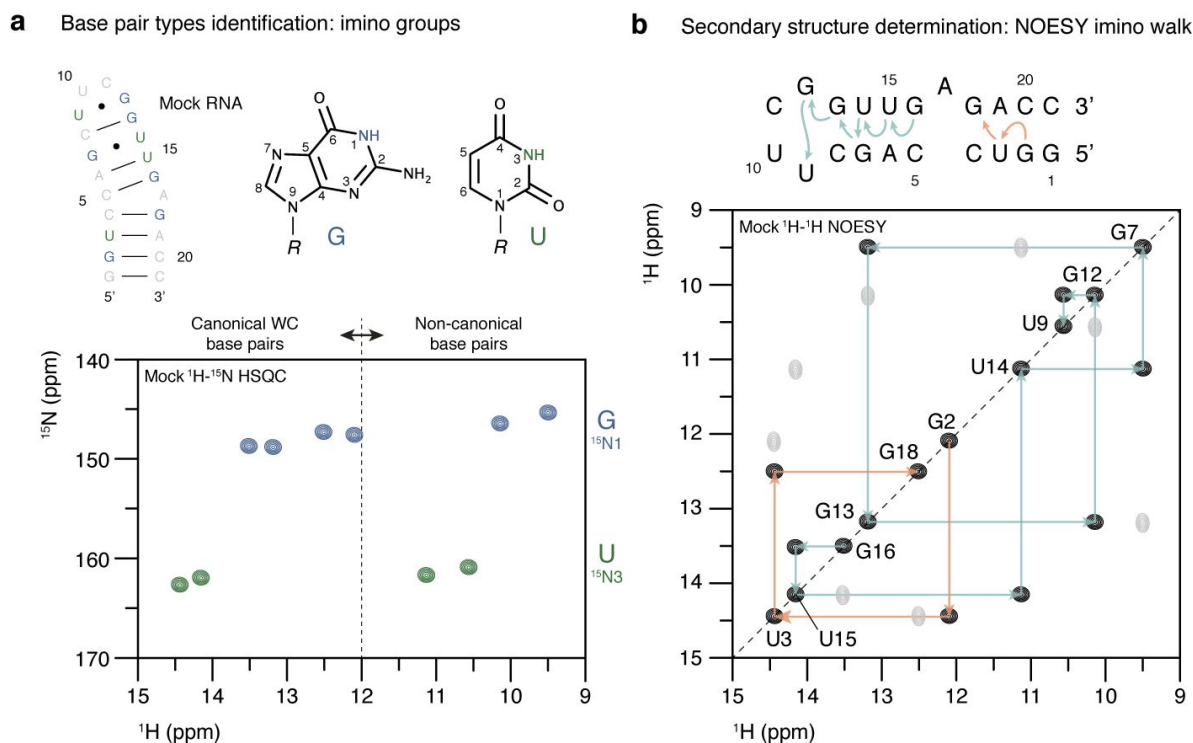 a Base pair types identification: imino groups
10
U
C
G
U
G
Mock RNA
C
U
G
U
15
A
G
5
C
A
C
G
U
A
G
C
20
G
C
5'
3'
O
6
NH
1
7
N
5
2
8
9
4
3
NH₂
N
N
R
G
O
4
5
3
NH
6
2
1
N
O
R
U
Canonical WC
base pairs
Non-canonical
base pairs
Mock ¹H-¹⁵N HSQC
¹⁵N (ppm)
140
150
160
170
G
¹⁵N1
U
¹⁵N3
15 14 13 12 11 10 9
¹H (ppm)
b Secondary structure determination: NOESY imino walk
15 20
C G G U U G A G A C C 3'
U U C G A C C U G G 5'
10 5 1
Mock ¹H-¹H NOESY
¹H (ppm)
9
10
11
12
13
14
15
G7
G12
U9
U14
G2
G18
G13
G16
U3
U15
15 14 13 12 11 10 9
¹H (ppm)